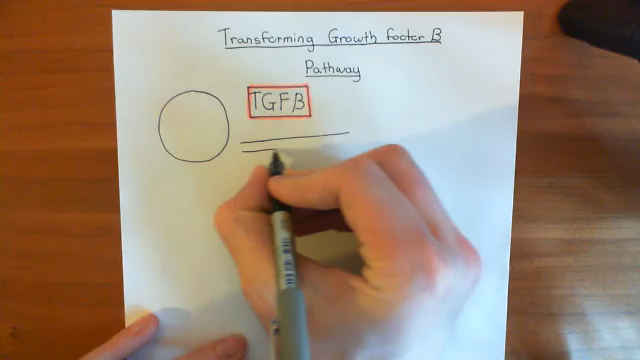 Transforming Growth factor β
Pathway
TGFβ